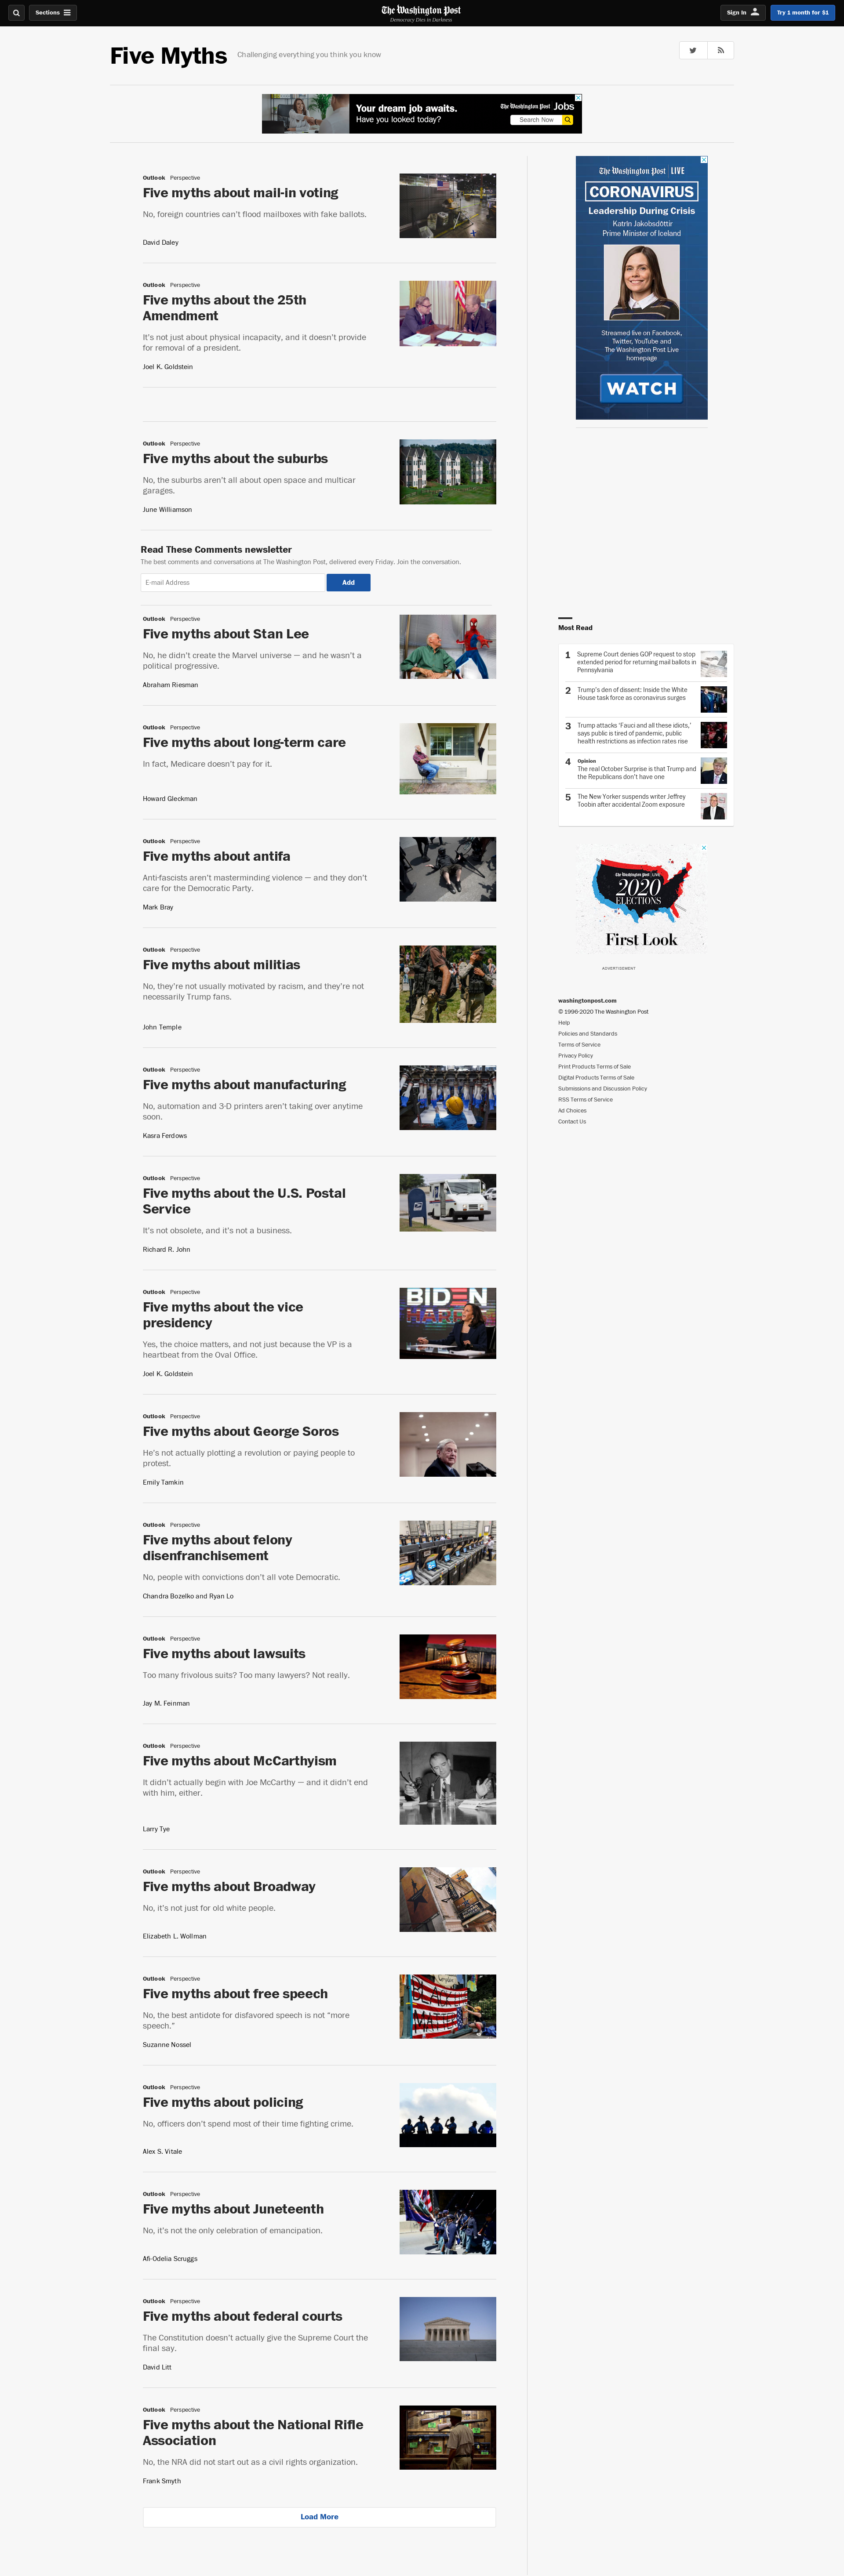 Sections
The Washington Post
Democracy Dies in Darkness
Sign In
Try 1 month for $1
Five Myths
Challenging everything you think you know
Your dream job awaits.
Have you looked today?
The Washington Post Jobs
Search Now
Outlook Perspective
Five myths about mail-in voting
No, foreign countries can't flood mailboxes with fake ballots.
David Daley
Outlook Perspective
Five myths about the 25th
Amendment
It's not just about physical incapacity, and it doesn't provide
for removal of a president.
Joel K. Goldstein
Outlook Perspective
Five myths about the suburbs
No, the suburbs aren't all about open space and multicar
garages.
June Williamson
Read These Comments newsletter
The best comments and conversations at The Washington Post, delivered every Friday. Join the conversation.
E-mail Address
Add
Outlook Perspective
Five myths about Stan Lee
No, he didn't create the Marvel universe — and he wasn't a
political progressive.
Abraham Riesman
Outlook Perspective
Five myths about long-term care
In fact, Medicare doesn't pay for it.
Howard Gleckman
Outlook Perspective
Five myths about antifa
Anti-fascists aren't masterminding violence — and they don't
care for the Democratic Party.
Mark Bray
Outlook Perspective
Five myths about militias
No, they're not usually motivated by racism, and they're not
necessarily Trump fans.
John Temple
Outlook Perspective
Five myths about manufacturing
No, automation and 3-D printers aren't taking over anytime
soon.
Kasra Ferdows
Outlook Perspective
Five myths about the U.S. Postal
Service
It's not obsolete, and it's not a business.
Richard R. John
Outlook Perspective
Five myths about the vice
presidency
Yes, the choice matters, and not just because the VP is a
heartbeat from the Oval Office.
Joel K. Goldstein
BIDEN
Outlook Perspective
Five myths about George Soros
He's not actually plotting a revolution or paying people to
protest.
Emily Tamkin
Outlook Perspective
Five myths about felony
disenfranchisement
No, people with convictions don't all vote Democratic.
Chandra Bozelko and Ryan Lo
Outlook Perspective
Five myths about lawsuits
Too many frivolous suits? Too many lawyers? Not really.
Jay M. Feinman
Outlook Perspective
Five myths about McCarthyism
It didn't actually begin with Joe McCarthy — and it didn't end
with him, either.
Larry Tye
Outlook Perspective
Five myths about Broadway
No, it's not just for old white people.
Elizabeth L. Wollman
Outlook Perspective
Five myths about free speech
No, the best antidote for disfavored speech is not "more
speech."
Suzanne Nossel
Outlook Perspective
Five myths about policing
No, officers don't spend most of their time fighting crime.
Alex S. Vitale
Outlook Perspective
Five myths about Juneteenth
No, it's not the only celebration of emancipation.
Afi-Odelia Scruggs
Outlook Perspective
Five myths about federal courts
The Constitution doesn't actually give the Supreme Court the
final say.
David Litt
Outlook Perspective
Five myths about the National Rifle
Association
No, the NRA did not start out as a civil rights organization.
Frank Smyth
Load More
The Washington Post LIVE
CORONAVIRUS
Leadership During Crisis
Katrín Jakobsdóttir
Prime Minister of Iceland
Streamed live on Facebook,
Twitter, YouTube and
The Washington Post Live
homepage
WATCH
Most Read
1 Supreme Court denies GOP request to stop
extended period for returning mail ballots in
Pennsylvania
2 Trump's den of dissent: Inside the White
House task force as coronavirus surges
3 Trump attacks 'Fauci and all these idiots,'
says public is tired of pandemic, public
health restrictions as infection rates rise
4 Opinion
The real October Surprise is that Trump and
the Republicans don't have one
5 The New Yorker suspends writer Jeffrey
Toobin after accidental Zoom exposure
The Washington Post LIVE
2020
ELECTIONS
First Look
ADVERTISEMENT
washingtonpost.com
© 1996-2020 The Washington Post
Help
Policies and Standards
Terms of Service
Privacy Policy
Print Products Terms of Sale
Digital Products Terms of Sale
Submissions and Discussion Policy
RSS Terms of Service
Ad Choices
Contact Us